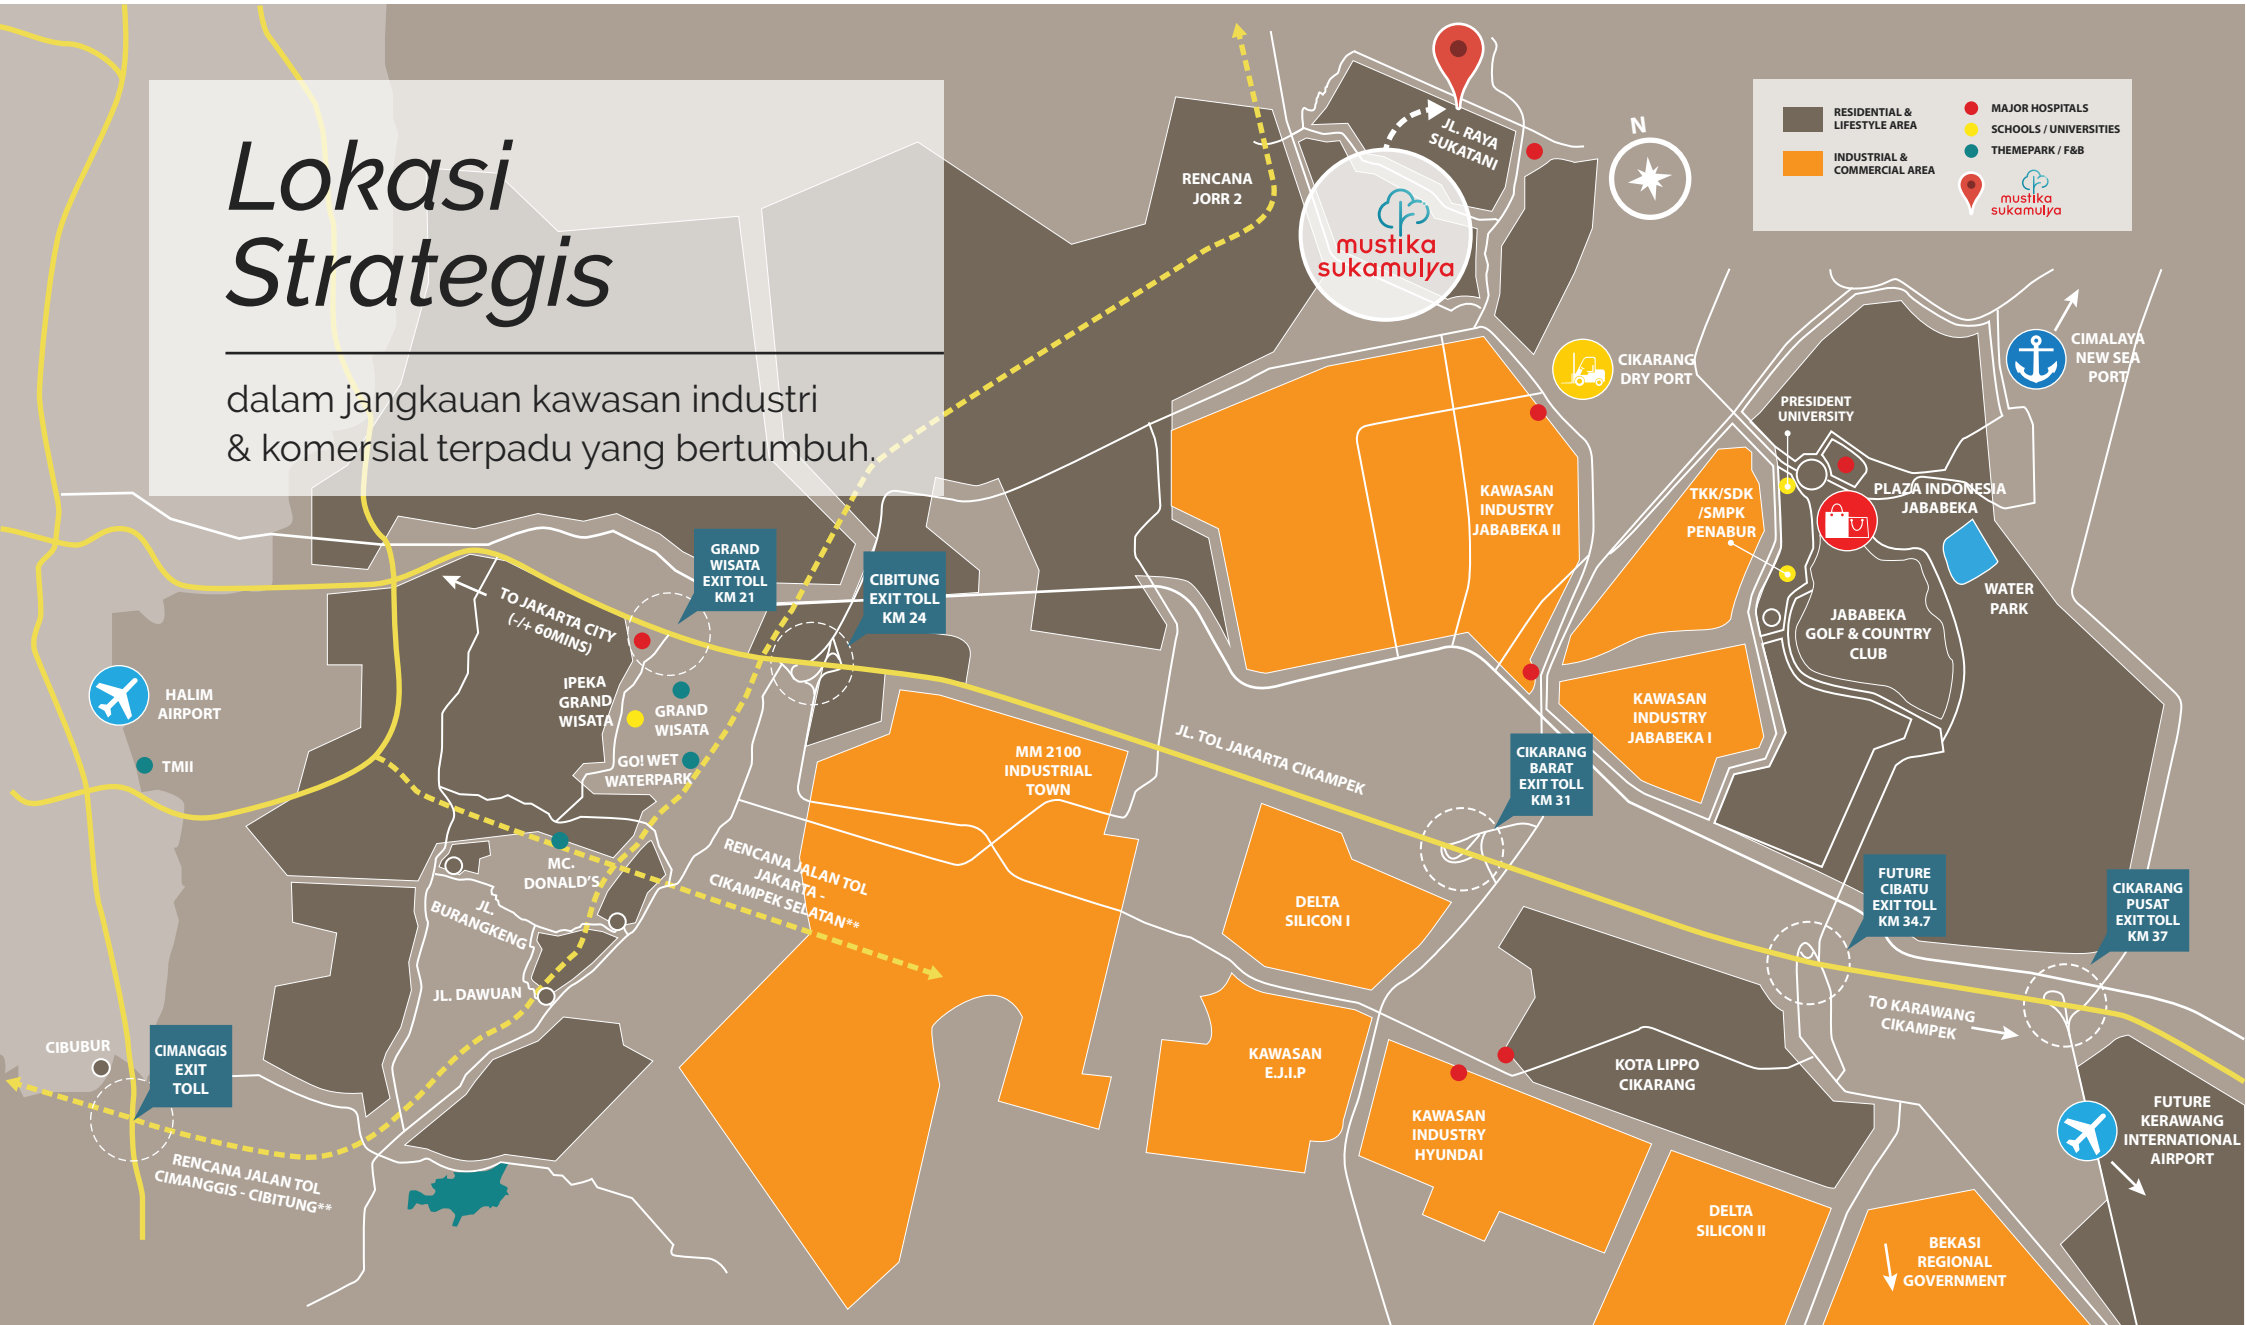 Lokasi
Strategis
dalam jangkauan kawasan industri
& komersial terpadu yang bertumbuh.
RENCANA
JORR 2
JL. RAYA
SUKATANI
mustika
sukamulya
N
RESIDENTIAL &
LIFESTYLE AREA
INDUSTRIAL &
COMMERCIAL AREA
MAJOR HOSPITALS
SCHOOLS / UNIVERSITIES
THEMEPARK / F&B
mustika
sukamulya
CIKARANG
DRY PORT
CIMALAYA
NEW SEA
PORT
PRESIDENT
UNIVERSITY
PLAZA INDONESIA
JABABEKA
KAWASAN
INDUSTRY
JABABEKA II
TKK/SDK
/SMPK
PENABUR
WATER
PARK
JABABEKA
GOLF & COUNTRY
CLUB
KAWASAN
INDUSTRY
JABABEKA I
GRAND
WISATA
EXIT TOLL
KM 21
CIBITUNG
EXIT TOLL
KM 24
TO JAKARTA CITY
(-/+ 60MINS)
IPEKA
GRAND
WISATA
GRAND
WISATA
GO! WET
WATERPARK
HALIM
AIRPORT
TMII
MM 2100
INDUSTRIAL
TOWN
JL. TOL JAKARTA CIKAMPEK
CIKARANG
BARAT
EXIT TOLL
KM 31
MC.
DONALD'S
RENCANA JALAN TOL
JAKARTA -
CIKAMPEK SELATAN**
JL.
BURANGKENG
JL. DAWUAN
DELTA
SILICON I
FUTURE
CIBATU
EXIT TOLL
KM 34.7
CIKARANG
PUSAT
EXIT TOLL
KM 37
TO KARAWANG
CIKAMPEK
CIBUBUR
CIMANGGIS
EXIT
TOLL
RENCANA JALAN TOL
CIMANGGIS - CIBITUNG**
KAWASAN
E.J.I.P
KOTA LIPPO
CIKARANG
KAWASAN
INDUSTRY
HYUNDAI
FUTURE
KERAWANG
INTERNATIONAL
AIRPORT
DELTA
SILICON II
BEKASI
REGIONAL
GOVERNMENT